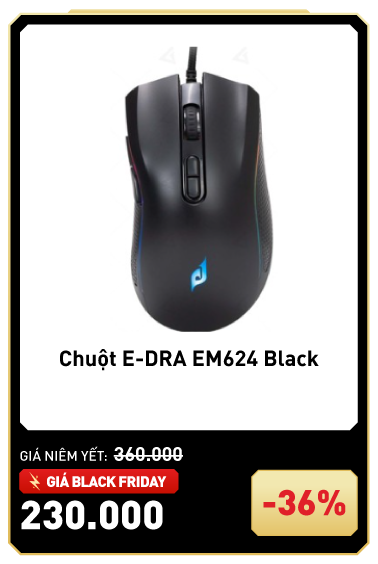 Chuột E-DRA EM624 Black
GIÁ NIÊM YẾT: 360.000
GIÁ BLACK FRIDAY
230.000
-36%